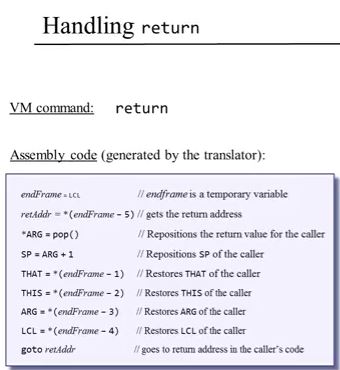 Handling return
VM command: return
Assembly code (generated by the translator):
endFrame = LCL // endframe is a temporary variable
retAddr = *(endFrame – 5) // gets the return address
*ARG = pop() // Repositions the return value for the caller
SP = ARG + 1 // Repositions SP of the caller
THAT = *(endFrame – 1) // Restores THAT of the caller
THIS = *(endFrame – 2) // Restores THIS of the caller
ARG = *(endFrame – 3) // Restores ARG of the caller
LCL = *(endFrame – 4) // Restores LCL of the caller
goto retAddr // goes to return address in the caller's code